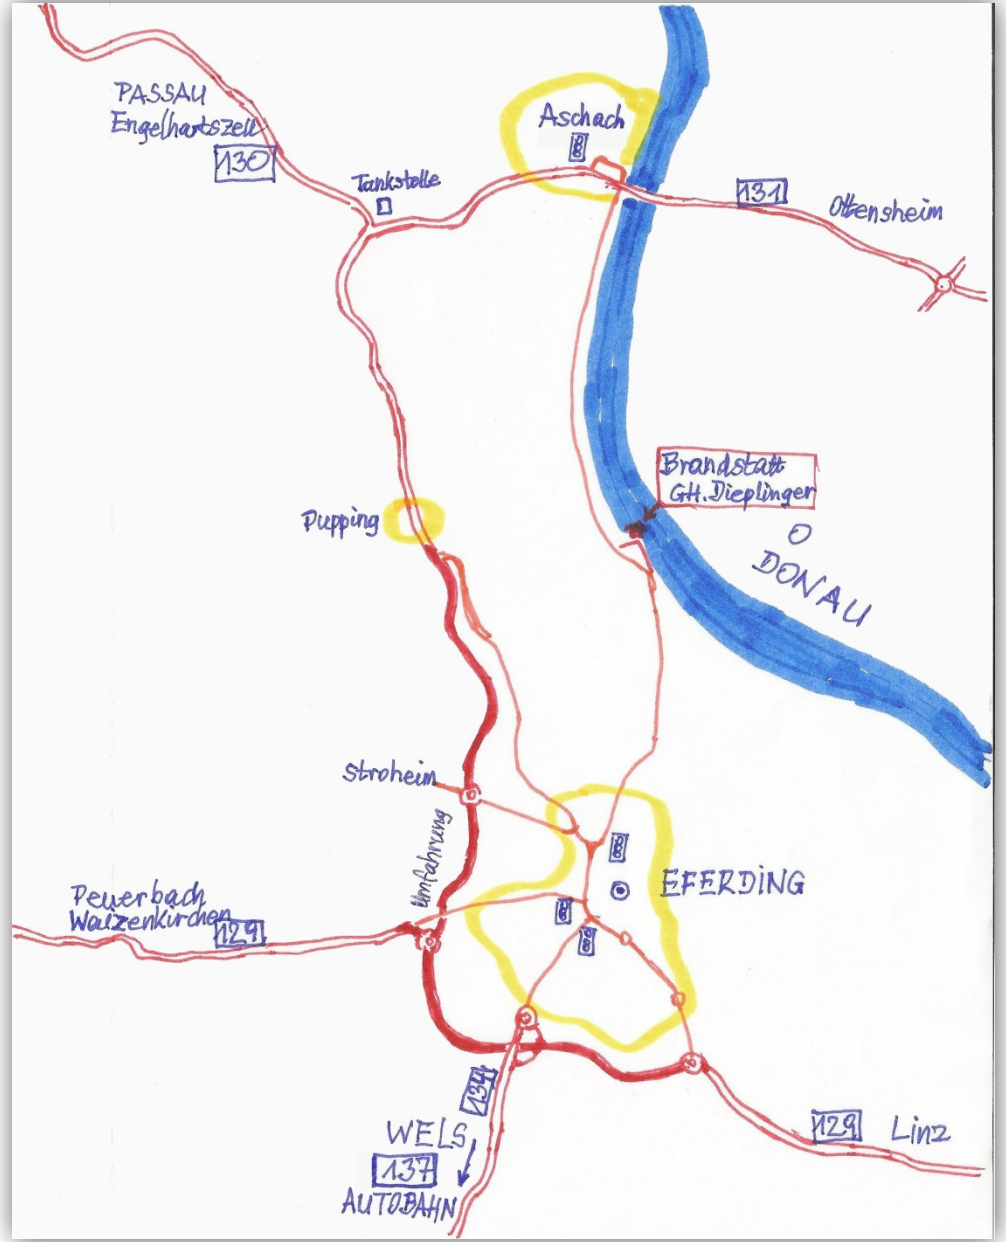 PASSAU
Engelhartszell
130
Aschach
Tankstelle
131
Ottensheim
Brandstatt
GH. Dieplinger
Pupping
DONAU
Stroheim
Umfahrung
EFERDING
Peuerbach
Waizenkirchen
129
134
WELS
137
AUTOBAHN
129 Linz